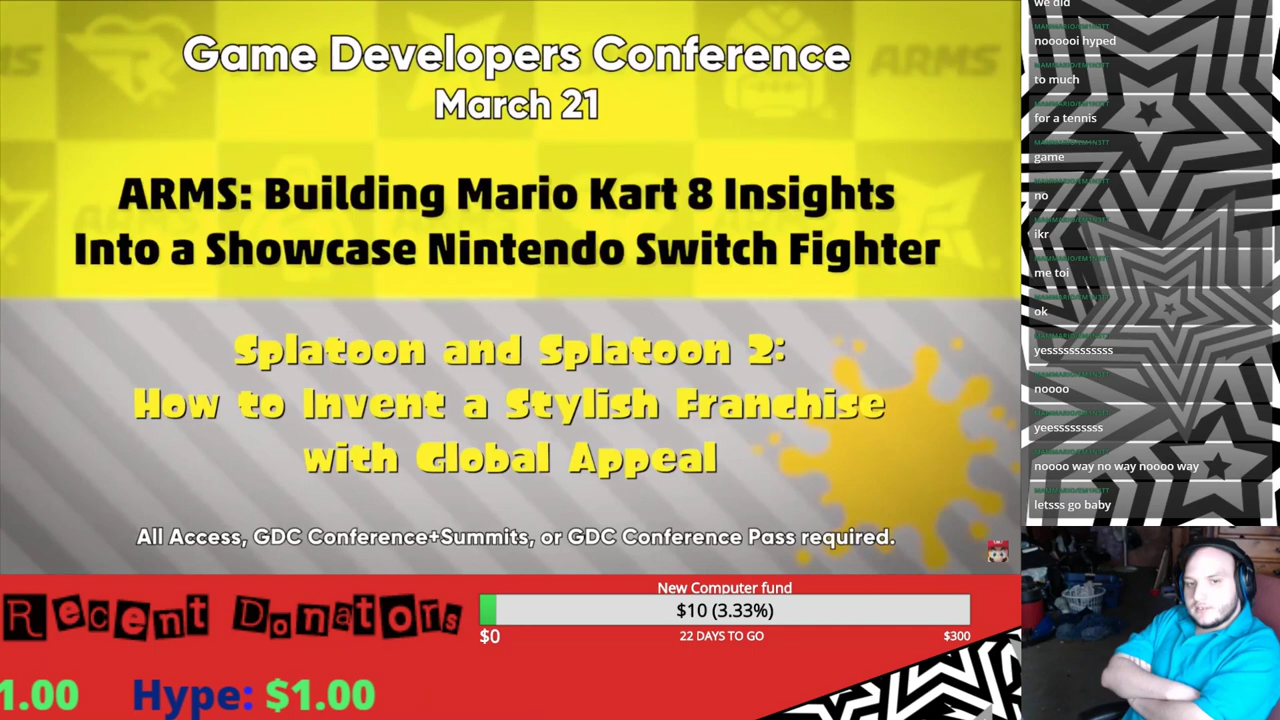 Game Developers Conference
March 21
ARMS
ARMS: Building Mario Kart 8 Insights
Into a Showcase Nintendo Switch Fighter
Splatoon and Splatoon 2:
How to Invent a Stylish Franchise
with Global Appeal
All Access, GDC Conference+Summits, or GDC Conference Pass required.
we did
noooooi hyped
to much
for a tennis
game
no
ikr
me toi
ok
yessssssssssss
noooo
yeesssssssss
noooo way no way noooo way
letsss go baby
Recent Donators
New Computer fund
$10 (3.33%)
$0
22 DAYS TO GO
$300
1.00
Hype: $1.00